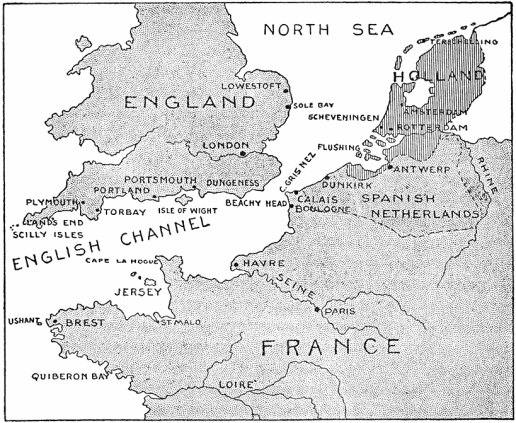 NORTH SEA
TERSCHELLING
HOLLAND
LOWESTOFT
ENGLAND
SOLE BAY
SCHEVENINGEN
AMSTERDAM
ROTTERDAM
LONDON
FLUSHING
ANTWERP
RHINE
C. GRIS NEZ
PORTSMOUTH
DUNGENESS
PORTLAND
DUNKIRK
SPANISH
NETHERLANDS
PLYMOUTH
TORBAY
ISLE OF WIGHT
BEACHY HEAD
CALAIS
BOULOGNE
LANDS END
SCILLY ISLES
ENGLISH CHANNEL
CAPE LA HOGUE
HAVRE
SEINE
JERSEY
PARIS
USHANT
BREST
ST. MALO
FRANCE
QUIBERON BAY
LOIRE